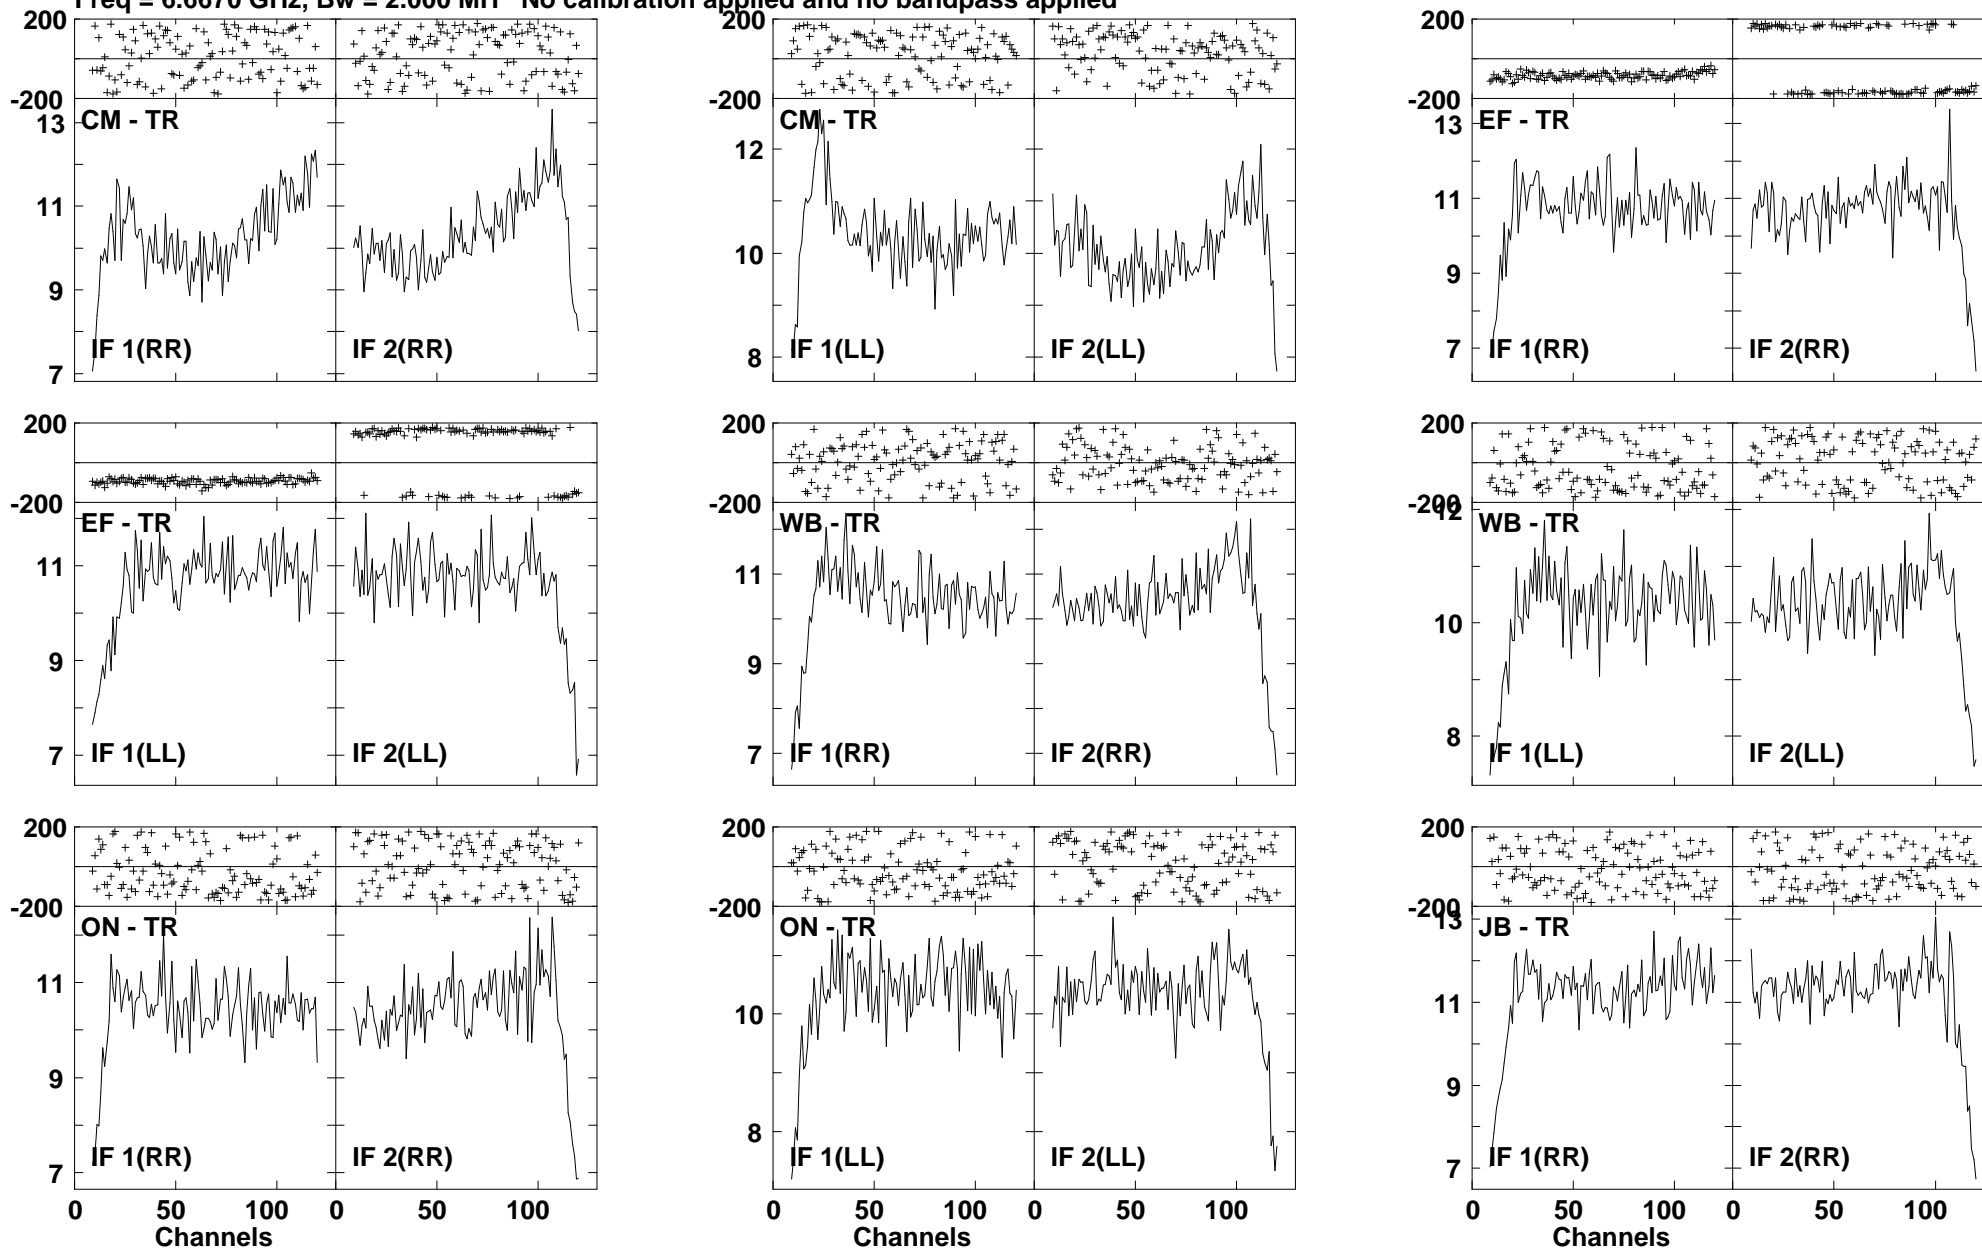 Freq = 6.6670 GHz, Bw = 2.000 MH No calibration applied and no bandpass applied
200 200 200
-200 -200 -200
CM - TR CM - TR EF - TR
13 12 13
11 10 11
9 8 9
7 7
IF 1(RR) IF 2(RR) IF 1(LL) IF 2(LL) IF 1(RR) IF 2(RR)
200 200 200
-200 -200 -200
EF - TR WB - TR WB - TR
11 11 12
9 9 10
7 7 8
IF 1(LL) IF 2(LL) IF 1(RR) IF 2(RR) IF 1(LL) IF 2(LL)
200 200 200
-200 -200 -200
ON - TR ON - TR JB - TR
11 10 13
9 8 11
7 9
7
IF 1(RR) IF 2(RR) IF 1(LL) IF 2(LL) IF 1(RR) IF 2(RR)
0 50 100 0 50 100 0 50 100 0 50 100 0 50 100 0 50 100
Channels Channels Channels